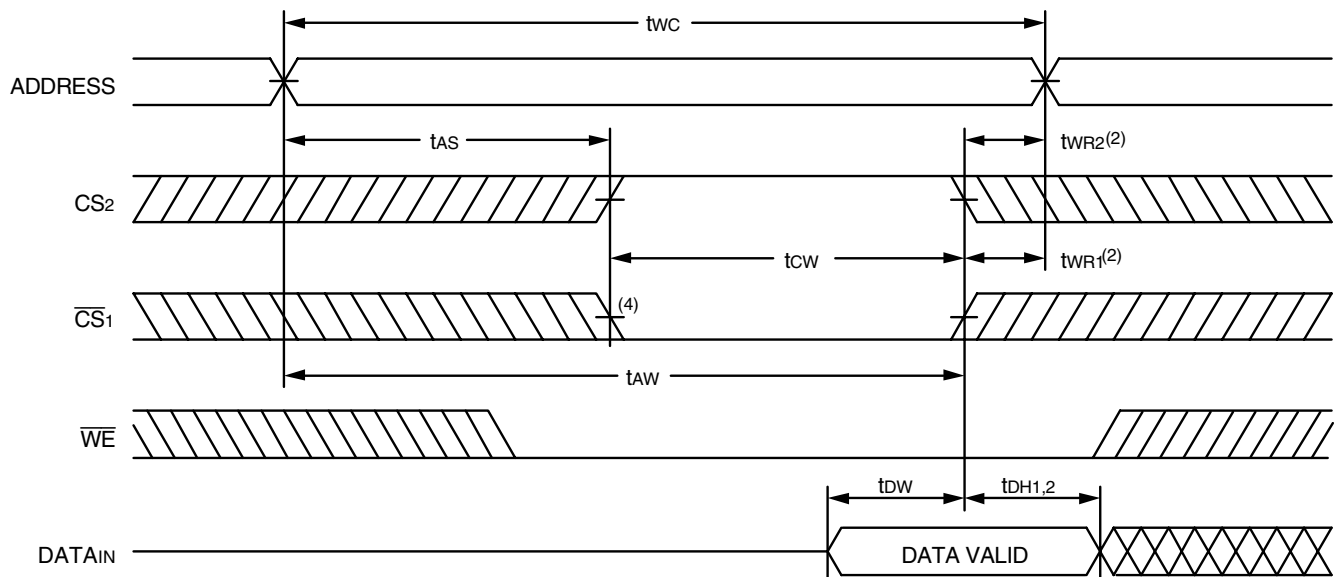 tWC
ADDRESS
tAS
tWR2(2)
CS2
tCW
tWR1(2)
CS1
(4)
tAW
WE
tDW
tDH1,2
DATAIN
DATA VALID